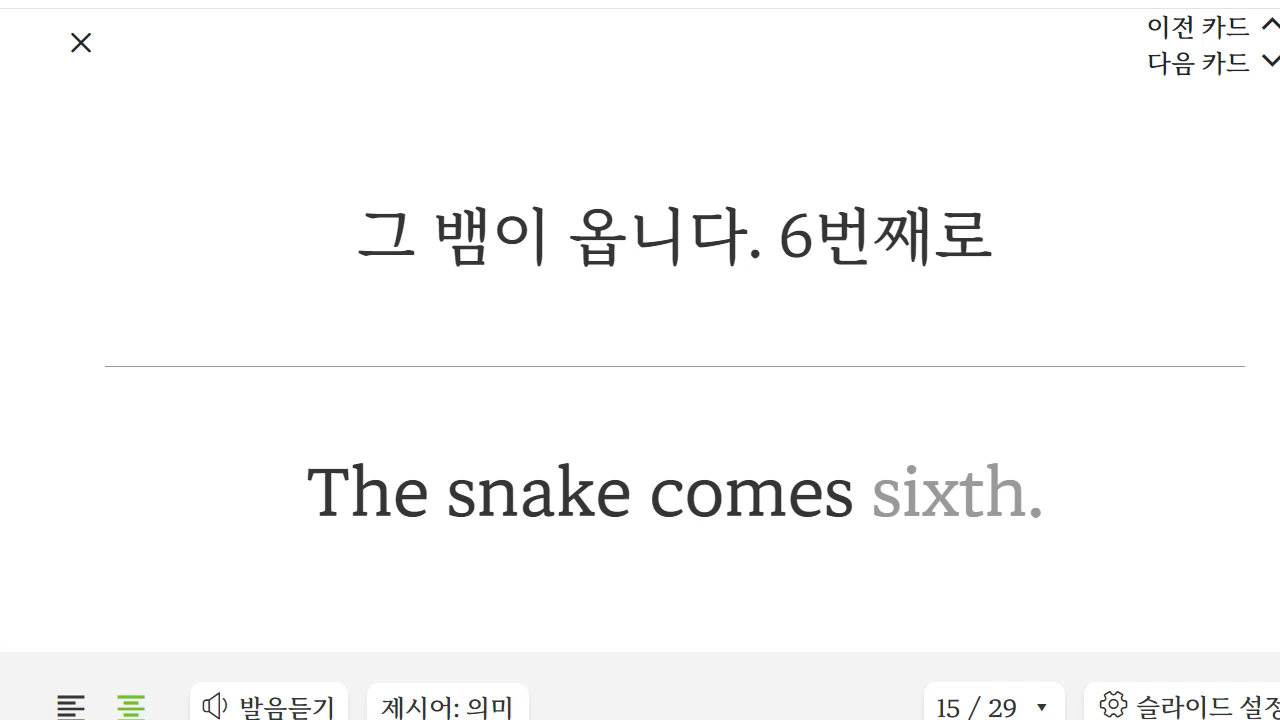 이전 카드
다음 카드
그 뱀이 옵니다. 6번째로
The snake comes sixth.
발음듣기 제시어: 의미 15 / 29 슬라이드 설정